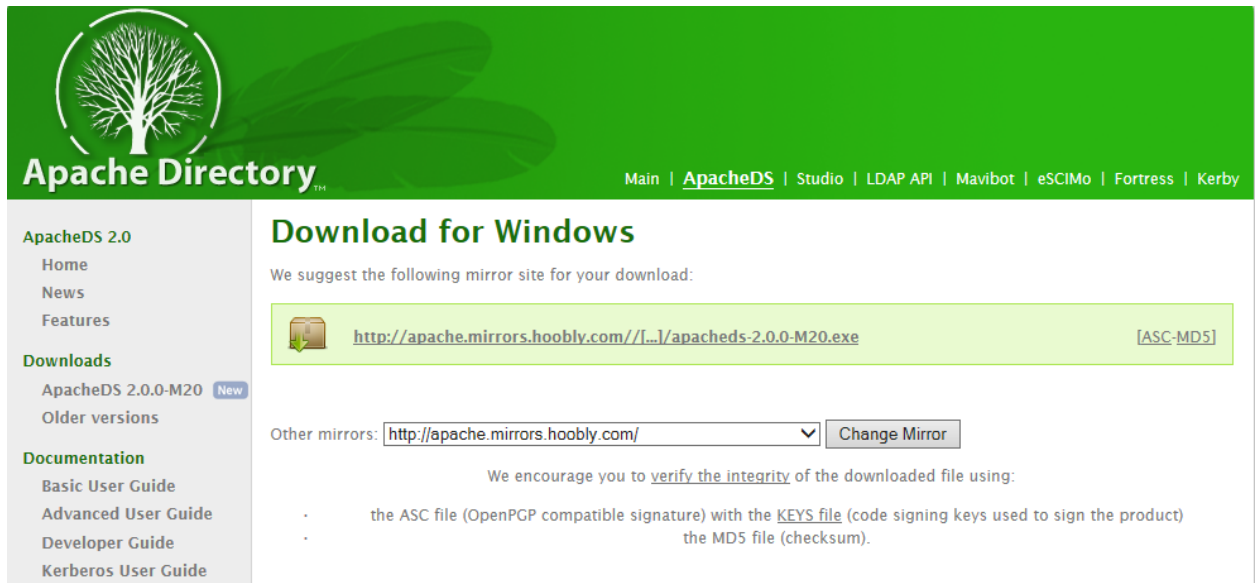 Apache Directory™
Main | ApacheDS | Studio | LDAP API | Mavibot | eSCIMo | Fortress | Kerby
ApacheDS 2.0
Home
News
Features
Downloads
ApacheDS 2.0.0-M20 New
Older versions
Documentation
Basic User Guide
Advanced User Guide
Developer Guide
Kerberos User Guide
Download for Windows
We suggest the following mirror site for your download:
http://apache.mirrors.hoobly.com//[...]/apacheds-2.0.0-M20.exe [ASC-MD5]
Other mirrors: http://apache.mirrors.hoobly.com/ Change Mirror
We encourage you to verify the integrity of the downloaded file using:
· the ASC file (OpenPGP compatible signature) with the KEYS file (code signing keys used to sign the product)
· the MD5 file (checksum).